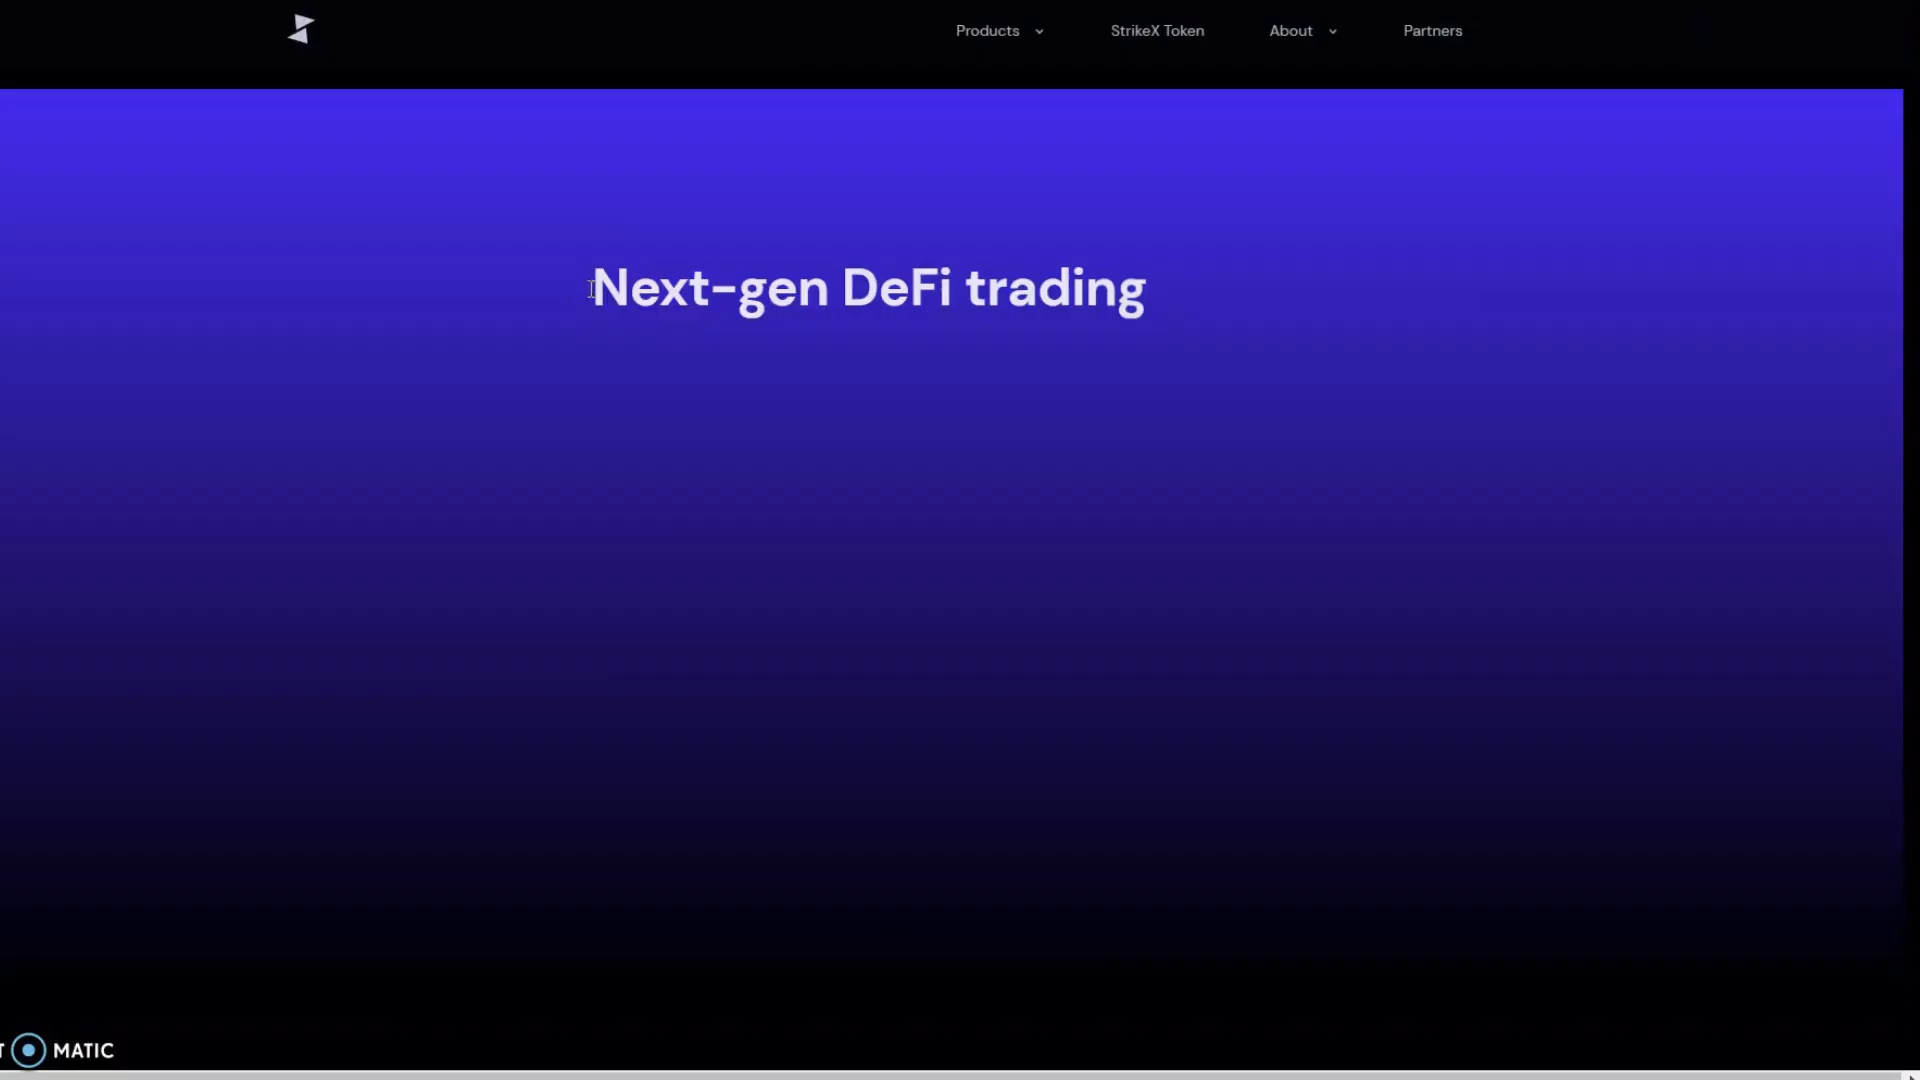 Products
StrikeX Token
About
Partners
Next-gen DeFi trading
T MATIC